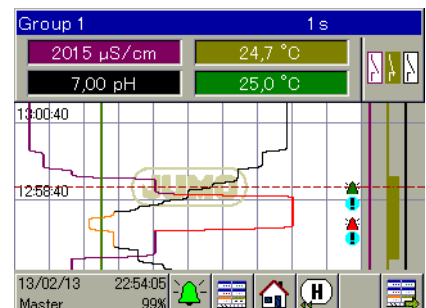 Group 1 1s
2015 µS/cm 24,7 °C
7,00 pH 25,0 °C
13:00:40
12:58:40
JUMO
13/02/13 22:54:05
Master 99%
H